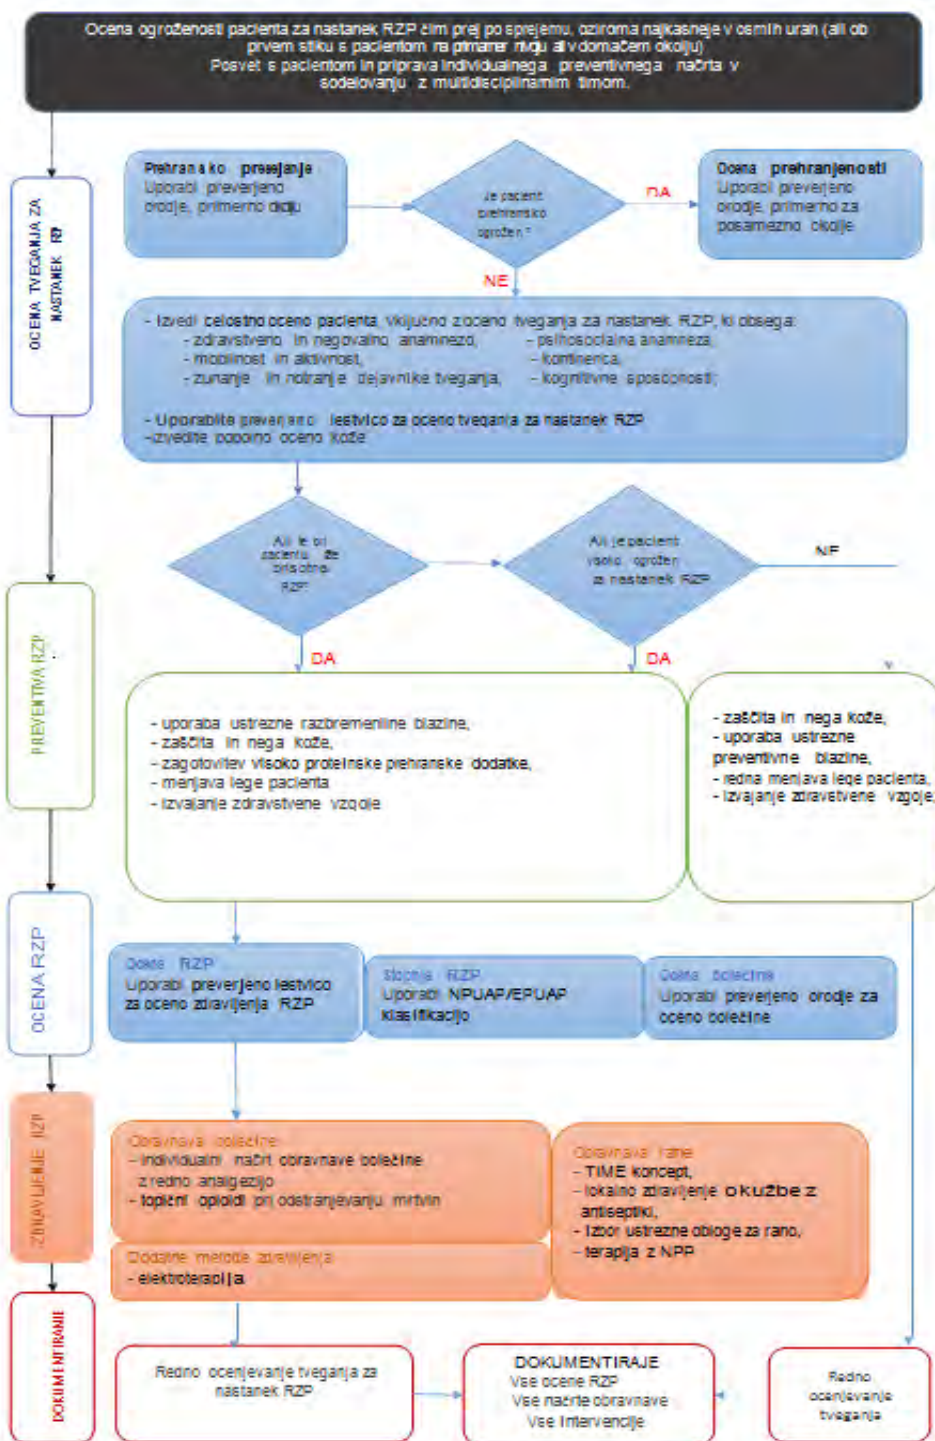 Ocena ogroženosti pacienta za nastanek RZP čim prej po sprejemu, oziroma najkasneje v osmih urah (ali ob
prvem stiku s pacientom na primarnem nivoju ali v domačem okolju)
Posvet s pacientom in priprava individualnega preventivnega načrta v
sodelovanju z multidisciplinarnim timom.
OCENA TVEGANJA ZA
NASTANEK RZP
Prehransko presejanje
Uporabi preverjeno
orodje, primerno okolju
Je pacient
prehransko
ogrožen?
DA
Ocena prehranjenosti
Uporabi preverjeno
orodje, primerno za
posamezno okolje
NE
- Izvedi celostno oceno pacienta, vključno z oceno tveganja za nastanek RZP, ki obsega:
- zdravstveno in negovalno anamnezo, - psihosocialna anamneza,
- mobilnost in aktivnost, - kontinenca,
- zunanje in notranje dejavnike tveganja, - kognitivne sposobnosti;
- Uporabite preverjeno lestvico za oceno tveganja za nastanek RZP
-izvedite popolno oceno kože
Ali je pri
pacientu že
prisotna
RZP?
Ali je pacient
visoko ogrožen
za nastanek RZP
NE
DA
DA
PREVENTIVA RZP
- uporaba ustrezne razbremenilne blazine,
- zaščita in nega kože,
- zagotovitev visoko proteinske prehranske dodatke,
- menjava lege pacienta
- izvajanje zdravstvene vzgoje
- zaščita in nega kože,
- uporaba ustrezne
preventivne blazine,
- redna menjava lege pacienta,
- izvajanje zdravstvene vzgoje,
OCENA RZP
Ocena RZP
Uporabi preverjeno lestvico
za oceno zdravljenja RZP
Stopnja RZP
Uporabi NPUAP/EPUAP
klasifikacijo
Ocena bolečine
Uporabi preverjeno orodje za
oceno bolečine
ZDRAVLJENJE RZP
Obravnava bolečine
- Individualni načrt obravnave bolečine
z redno analgezijo
- topični opioidi pri odstranjevanju mrtvin
Dodatne metode zdravljenja
- elektroterapija
Obravnava rane
- TIME koncept,
- lokalno zdravljenje okužbe z
antiseptiki,
- Izbor ustrezne obloge za rano,
- terapija z NPP
DOKUMENTIRANJE
Redno ocenjevanje tveganja za
nastanek RZP
DOKUMENTIRAJE
Vse ocene RZP
Vse načrte obravnave
Vse Intervencije
Redno
ocenjevanje
tveganja